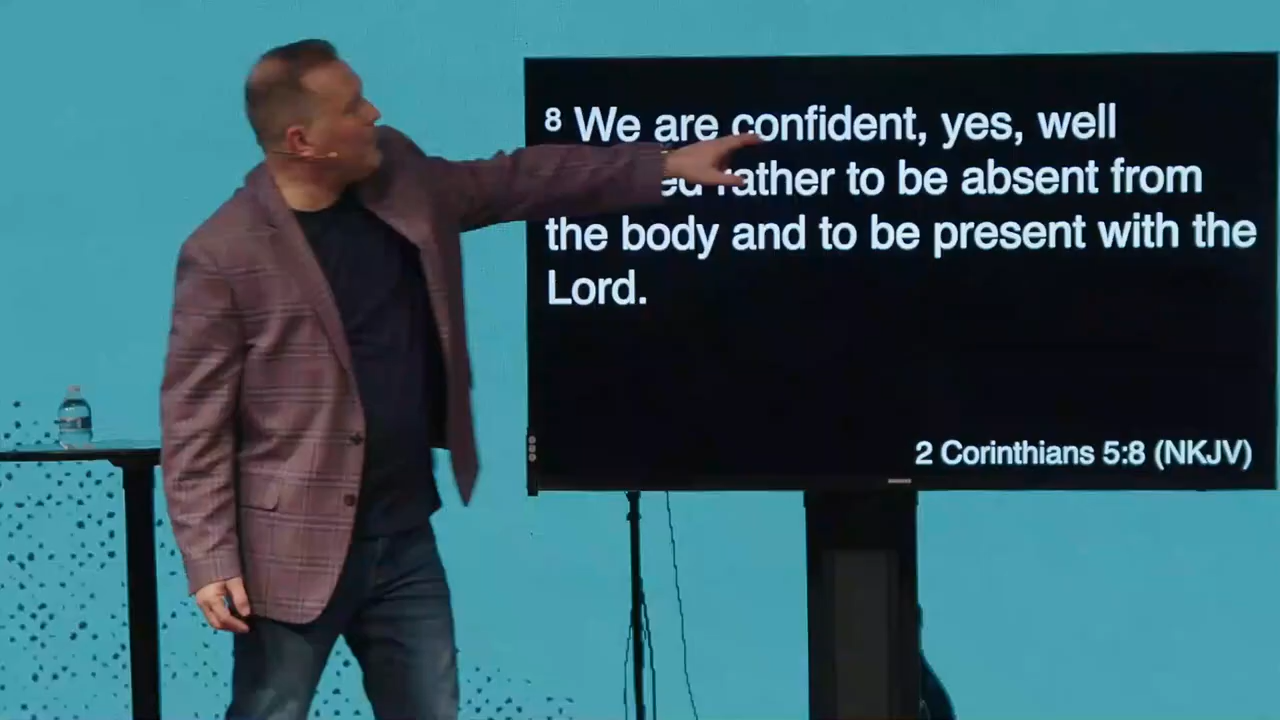 8 We are confident, yes, well
rather to be absent from
the body and to be present with the
Lord.
2 Corinthians 5:8 (NKJV)